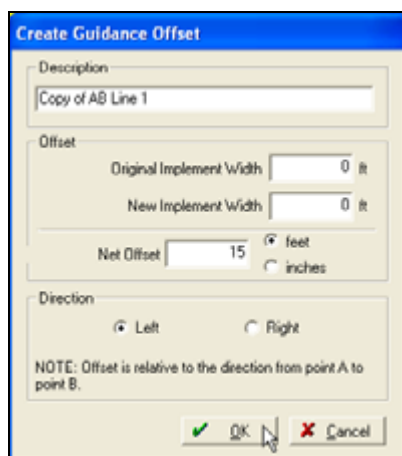 Create Guidance Offset
Description
Copy of AB Line 1
Offset
Original Implement Width 0 ft
New Implement Width 0 ft
Net Offset 15 feet
inches
Direction
Left Right
NOTE: Offset is relative to the direction from point A to
point B.
OK Cancel